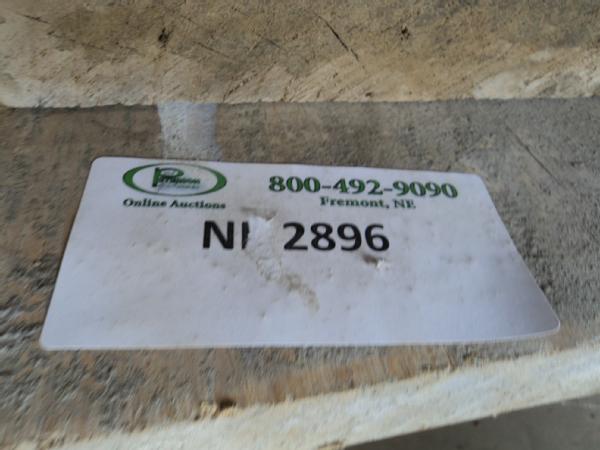 800-492-9090
Online Auctions
Fremont, NE
2896